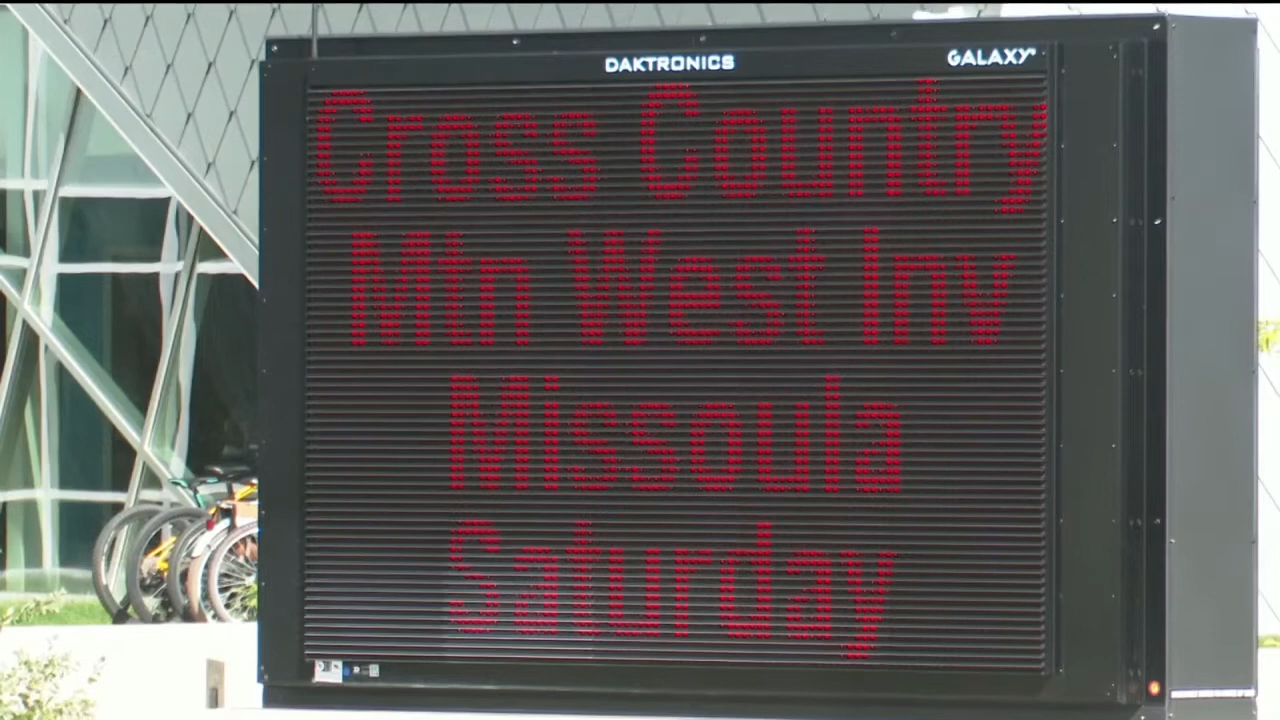 DAKTRONICS GALAXY
Cross Country
Mtn West Inv
Missoula
Saturday